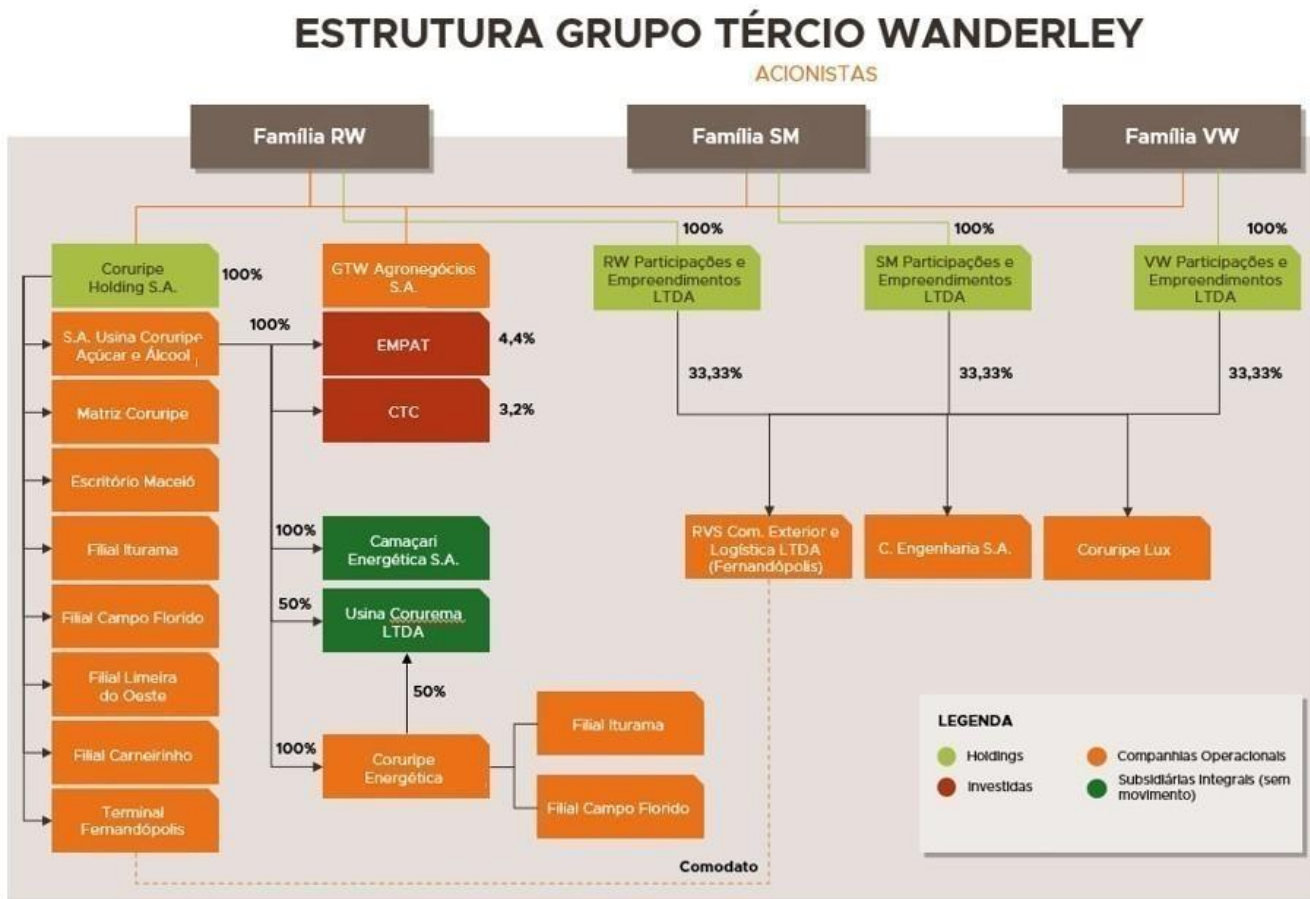 ESTRUTURA GRUPO TÉRCIO WANDERLEY
ACIONISTAS
Família RW
Família SM
Família VW
Coruripe
Holding S.A.
100%
GTW Agronegócios
S.A.
100%
RW Participações e
Empreendimentos
LTDA
100%
SM Participações e
Empreendimentos
LTDA
100%
VW Participações e
Empreendimentos
LTDA
S.A. Usina Coruripe
Açúcar e Álcool
100%
EMPAT
4,4%
33,33%
33,33%
33,33%
Matriz Coruripe
CTC
3,2%
Escritório Maceió
Filial Iturama
100%
Camaçari
Energética S.A.
RVS Com. Exterior e
Logística LTDA
(Fernandópolis)
C. Engenharia S.A.
Coruripe Lux
Filial Campo Florido
50%
Usina Corurema
LTDA
Filial Limeira
do Oeste
50%
Filial Iturama
Filial Carneirinho
100%
Coruripe
Energética
Filial Campo Florido
Terminal
Fernandópolis
Comodato
LEGENDA
Holdings
Companhias Operacionais
Investidas
Subsidiárias Integrais (sem
movimento)